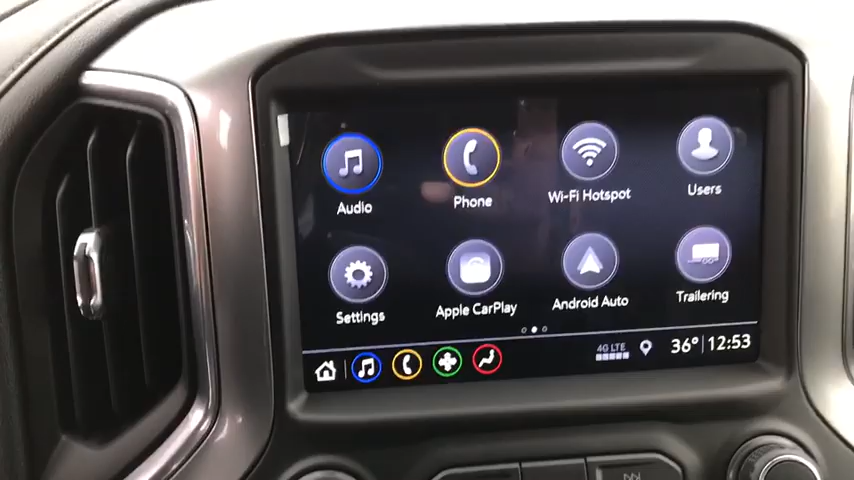 Audio
Phone
Wi-Fi Hotspot
Users
Settings
Apple CarPlay
Android Auto
Trailering
4G LTE
36°
12:53